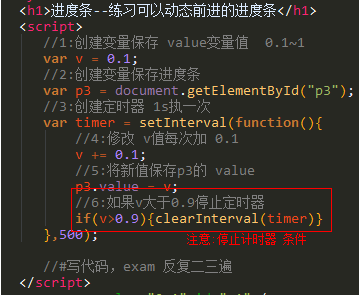 <h1>进度条--练习可以动态前进的进度条</h1>
<script>
//1:创建变量保存 value变量值  0.1~1
var v = 0.1;
//2:创建变量保存进度条
var p3 = document.getElementById("p3");
//3:创建定时器 1s执一次
var timer = setInterval(function(){
//4:修改 v值每次加 0.1
v += 0.1;
//5:将新值保存p3的 value
p3.value = v;
//6:如果v大于0.9停止定时器
if(v>0.9){clearInterval(timer)}
},500);
注意:停止计时器 条件
//#写代码, exam 反复二三遍
</script>